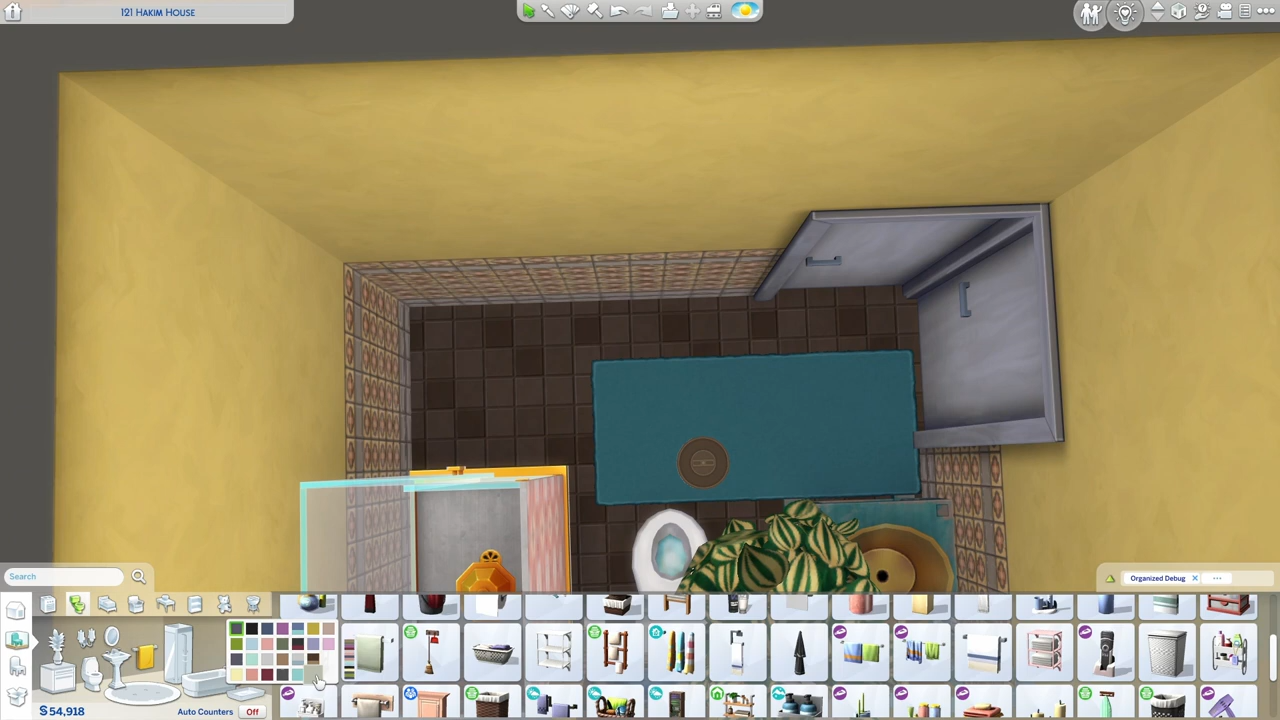 121 Hakim House
Search
Organized Debug
§54,918
Auto Counters Off